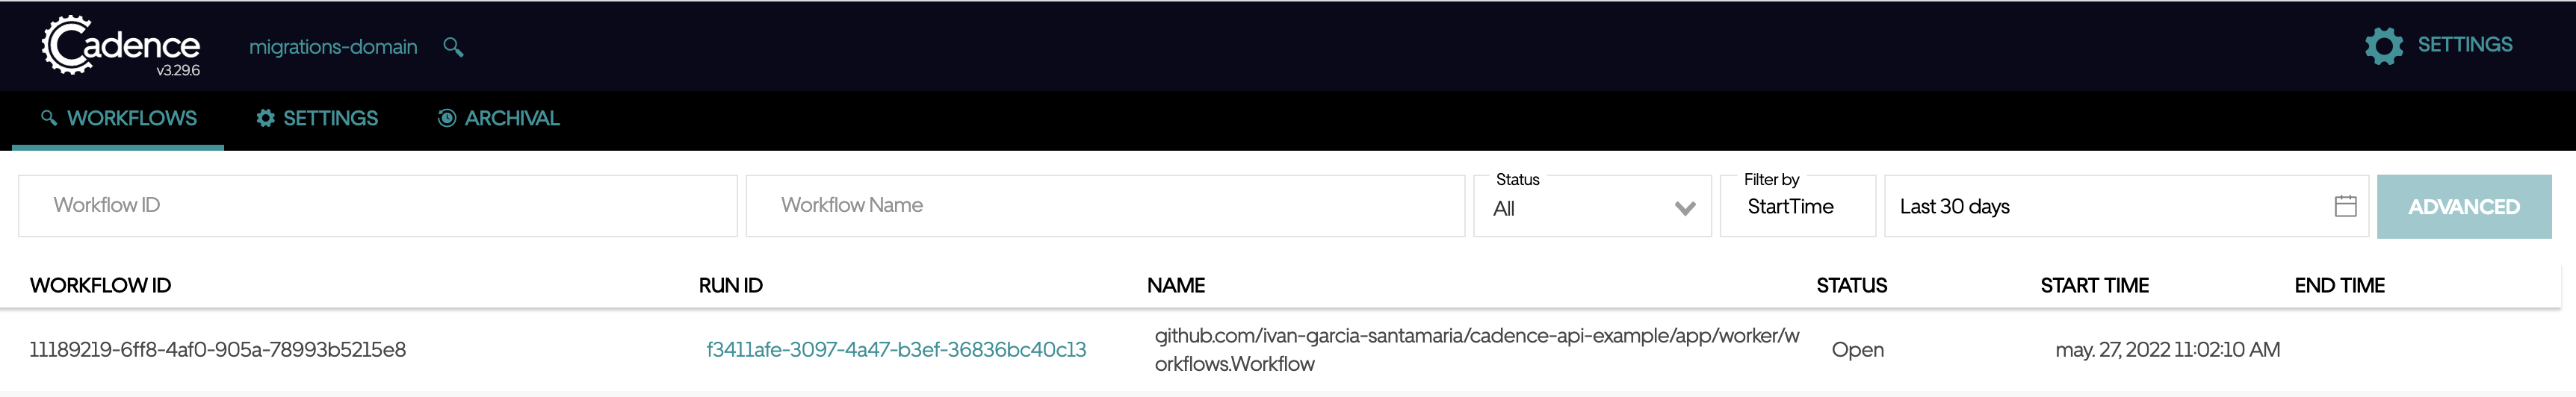 Cadence
v3.29.6
migrations-domain
SETTINGS
WORKFLOWS
SETTINGS
ARCHIVAL
Workflow ID
Workflow Name
Status
All
Filter by
StartTime
Last 30 days
ADVANCED
WORKFLOW ID
RUN ID
NAME
STATUS
START TIME
END TIME
11189219-6ff8-4af0-905a-78993b5215e8
f3411afe-3097-4a47-b3ef-36836bc40c13
github.com/ivan-garcia-santamaria/cadence-api-example/app/worker/w
orkflows.Workflow
Open
may. 27, 2022 11:02:10 AM